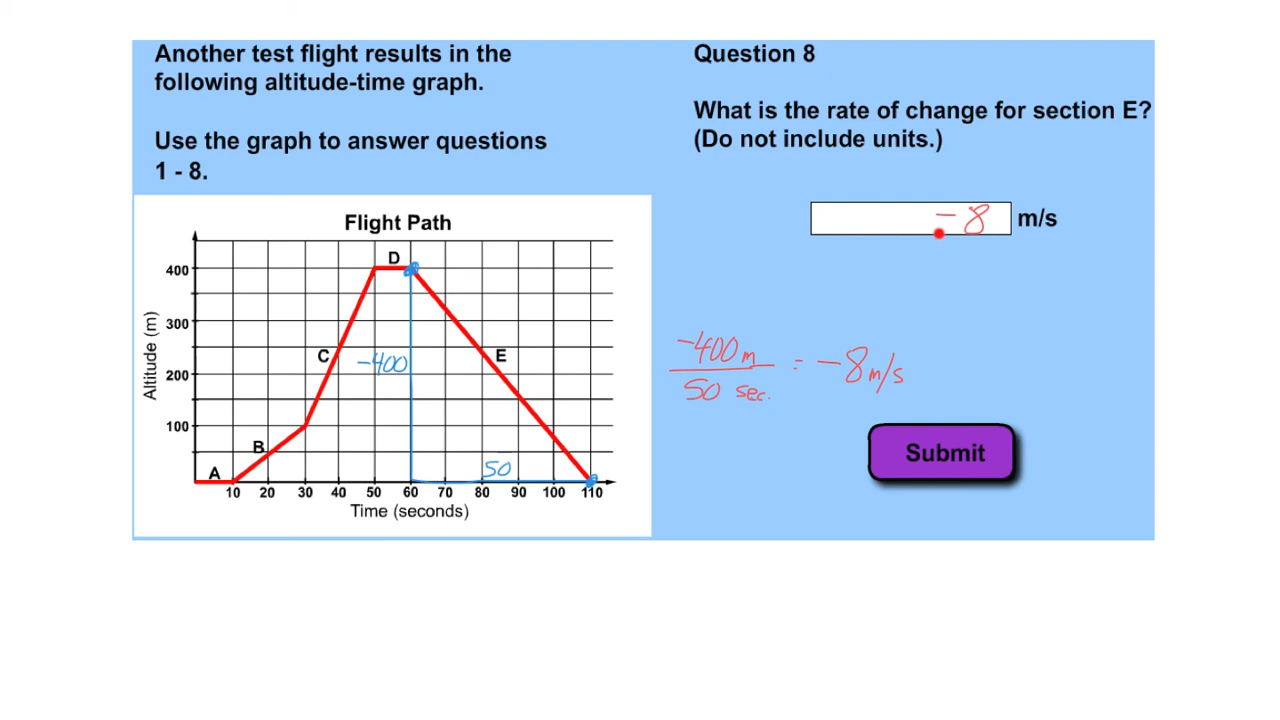 Another test flight results in the
following altitude-time graph.
Use the graph to answer questions
1 - 8.
Flight Path
Altitude (m)
400
300
200
100
A
B
C
D
E
-400
50
10 20 30 40 50 60 70 80 90 100 110
Time (seconds)
Question 8
What is the rate of change for section E?
(Do not include units.)
-8 m/s
-400 m
50 sec.
= -8 m/s
Submit